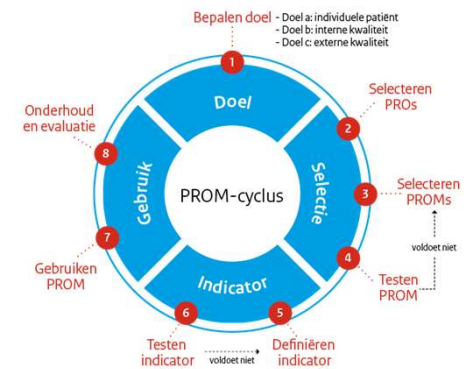 Bepalen doel
- Doel a: individuele patiënt
- Doel b: interne kwaliteit
- Doel c: externe kwaliteit
1
Doel
Selecteren
PROs
2
Selectie
3
Selecteren
PROMs
voldoet niet
4
Testen
PROM
Indicator
5
Definiëren
indicator
voldoet niet
6
Testen
indicator
7
Gebruiken
PROM
Gebruik
8
Onderhoud
en evaluatie
PROM-cyclus